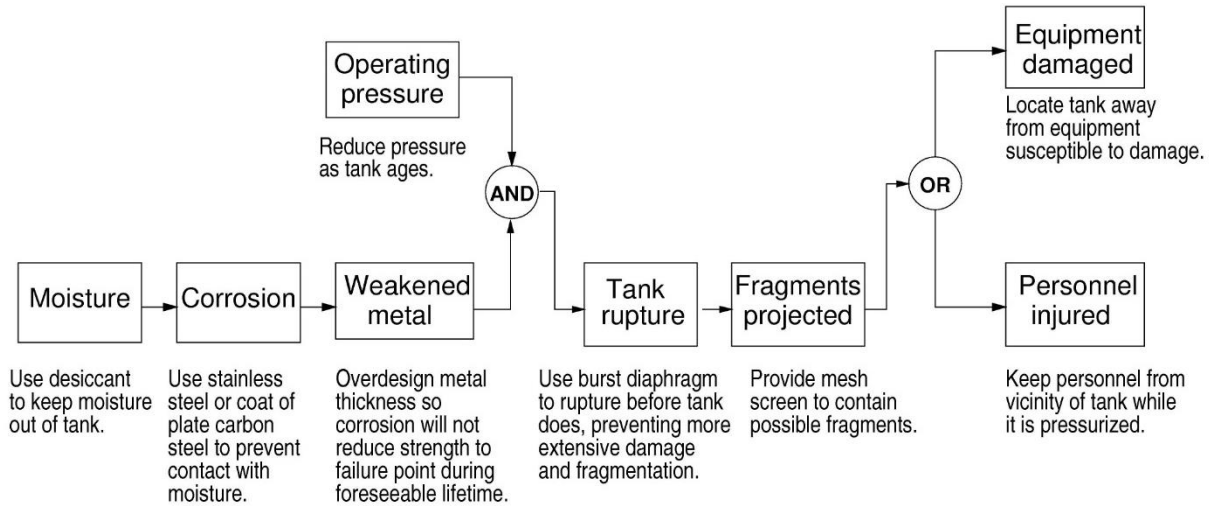 Operating
pressure
Reduce pressure
as tank ages.
AND
Equipment
damaged
Locate tank away
from equipment
susceptible to damage.
OR
Moisture
Use desiccant
to keep moisture
out of tank.
Corrosion
Use stainless
steel or coat of
plate carbon
steel to prevent
contact with
moisture.
Weakened
metal
Overdesign metal
thickness so
corrosion will not
reduce strength to
failure point during
foreseeable lifetime.
Tank
rupture
Use burst diaphragm
to rupture before tank
does, preventing more
extensive damage
and fragmentation.
Fragments
projected
Provide mesh
screen to contain
possible fragments.
Personnel
injured
Keep personnel from
vicinity of tank while
it is pressurized.